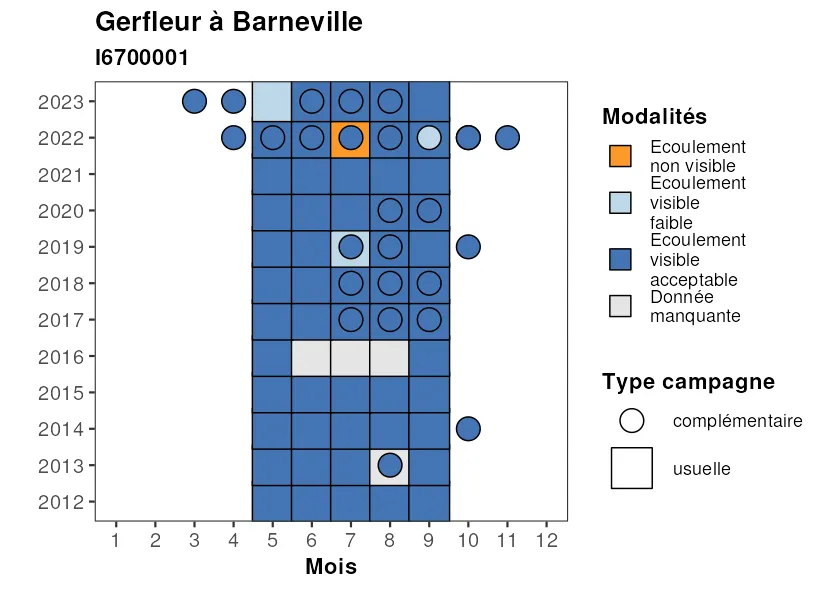 Gerfleur à Barneville
I6700001
2023
2022
2021
2020
2019
2018
2017
2016
2015
2014
2013
2012
1 2 3 4 5 6 7 8 9 10 11 12
Mois
Modalités
Ecoulement
non visible
Ecoulement
visible
faible
Ecoulement
visible
acceptable
Donnée
manquante
Type campagne
complémentaire
usuelle